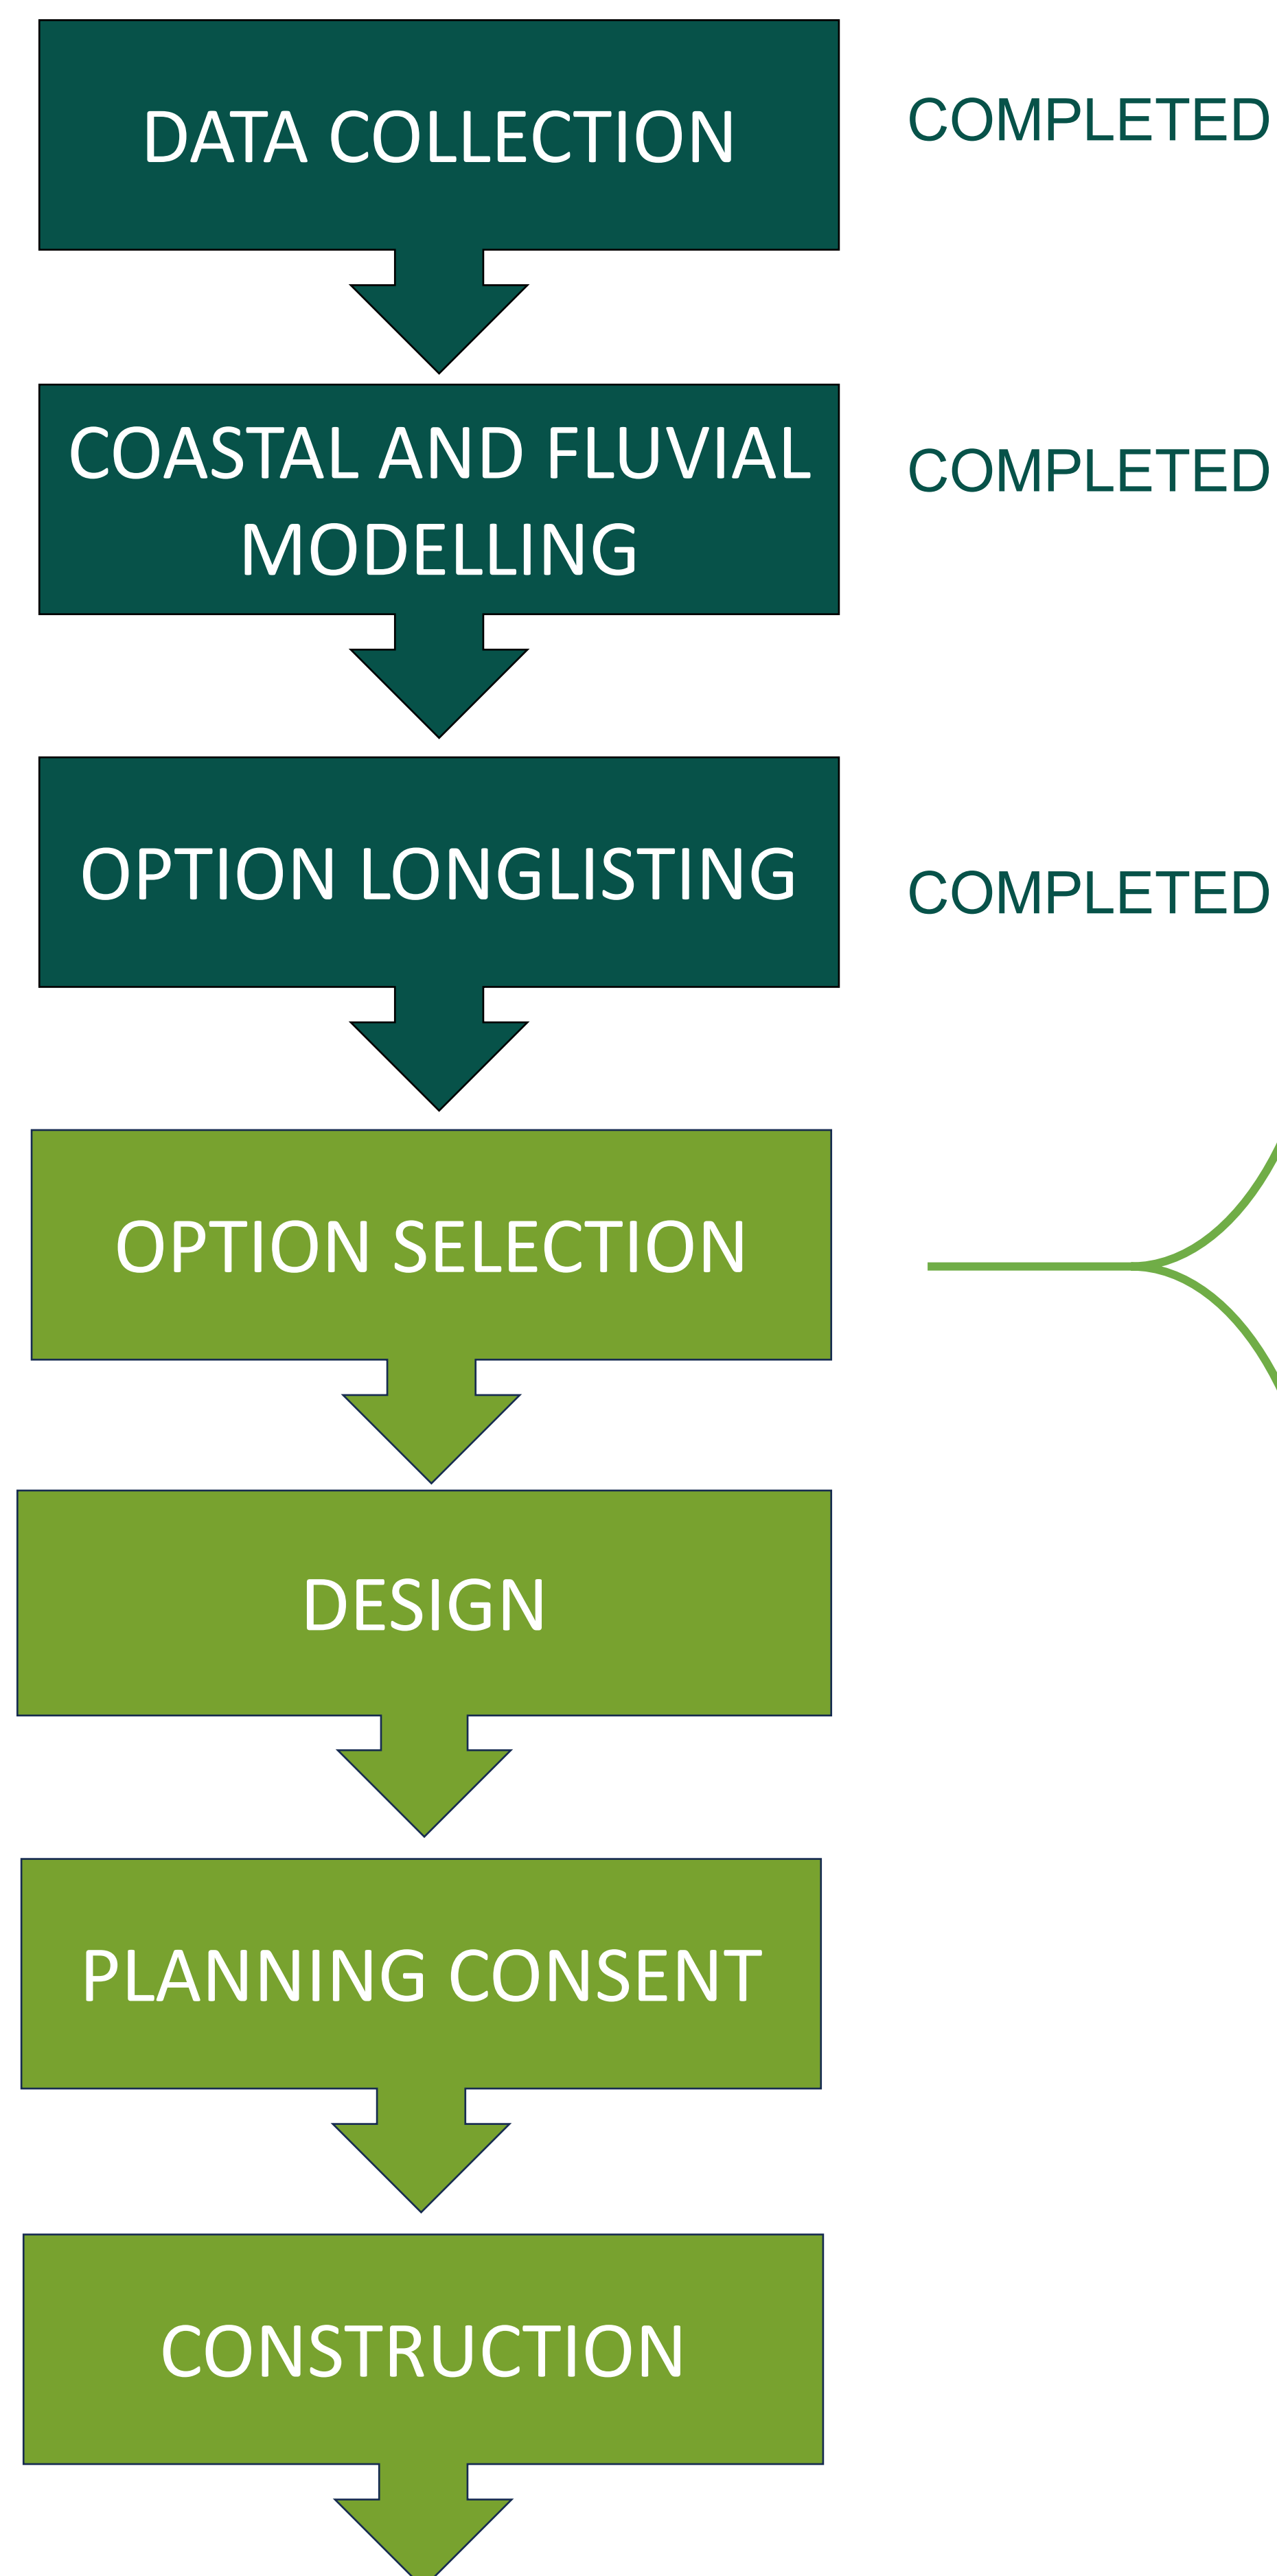 DATA COLLECTION
COMPLETED
COASTAL AND FLUVIAL
MODELLING
COMPLETED
OPTION LONGLISTING
COMPLETED
OPTION SELECTION
DESIGN
PLANNING CONSENT
CONSTRUCTION